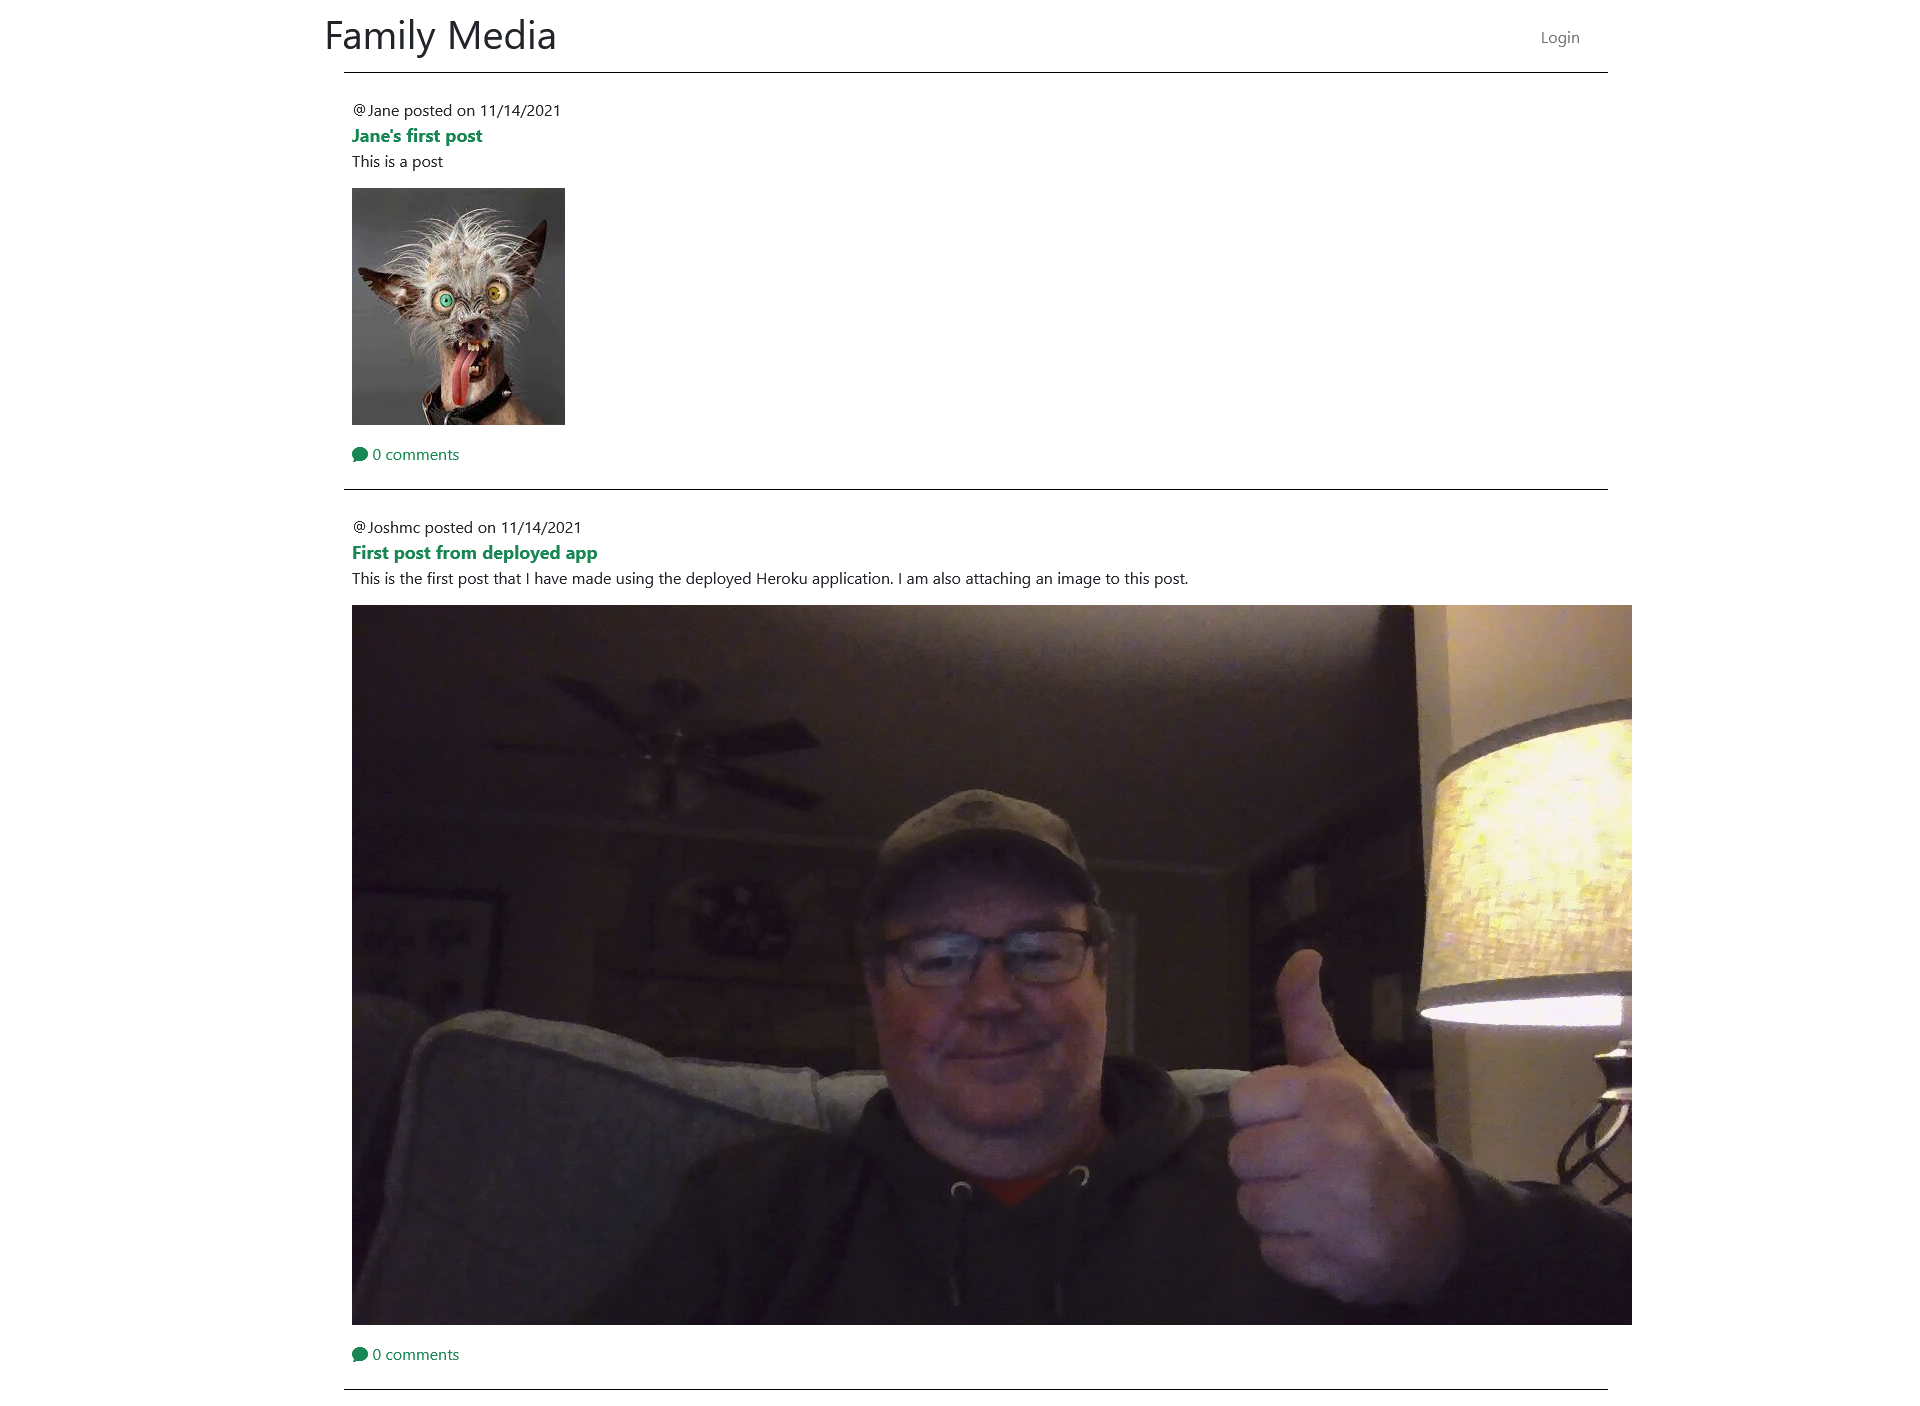 Family Media
Login
@Jane posted on 11/14/2021
Jane's first post
This is a post
0 comments
@Joshmc posted on 11/14/2021
First post from deployed app
This is the first post that I have made using the deployed Heroku application. I am also attaching an image to this post.
0 comments